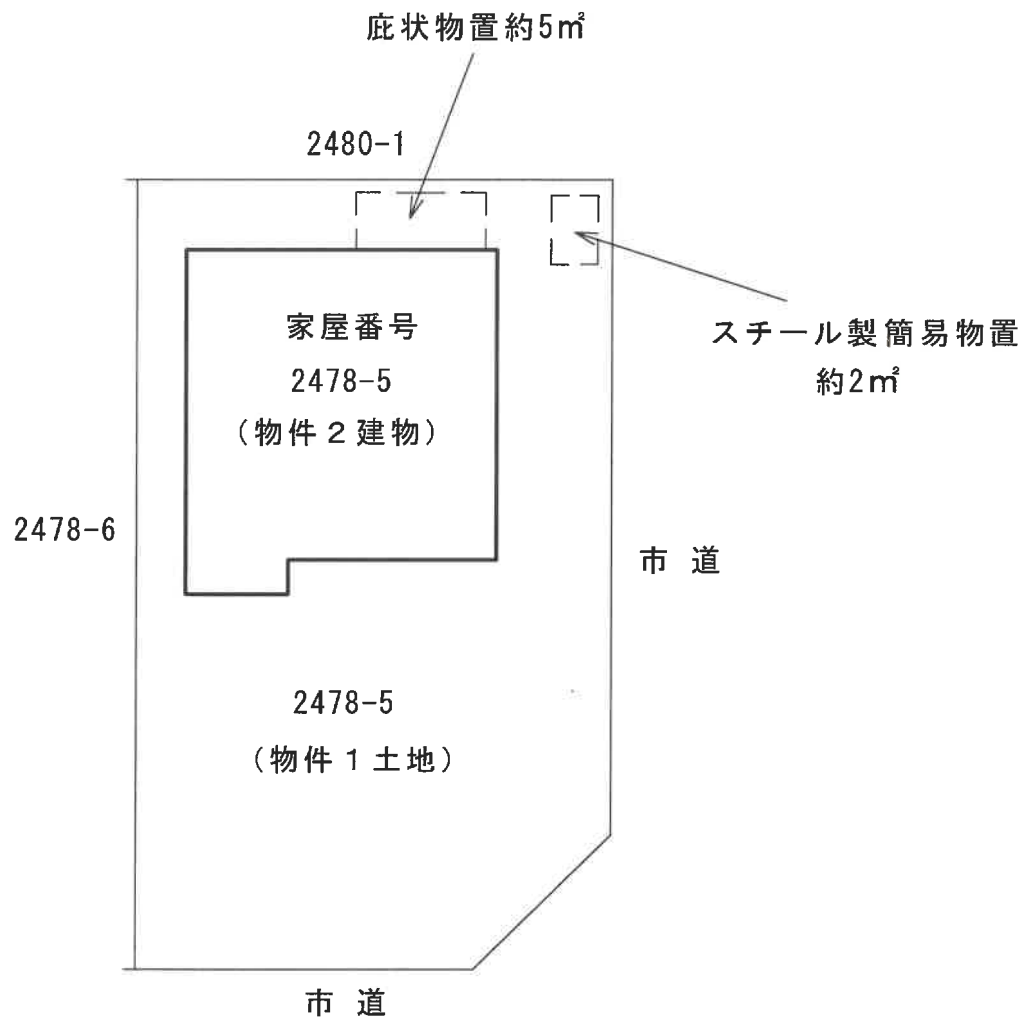 庇状物置約5㎡
2480-1
家屋番号
2478-5
(物件2建物)
スチール製簡易物置
約2㎡
2478-6
市道
2478-5
(物件1土地)
市道